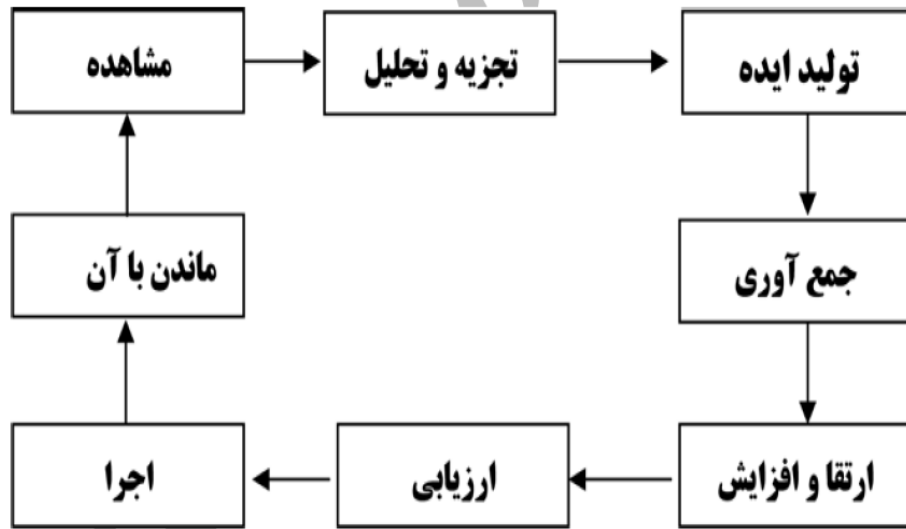 مشاهده
تجزیه و تحلیل
تولید ایده
جمع آوری
ارتقا و افزایش
ارزیابی
اجرا
ماندن با آن